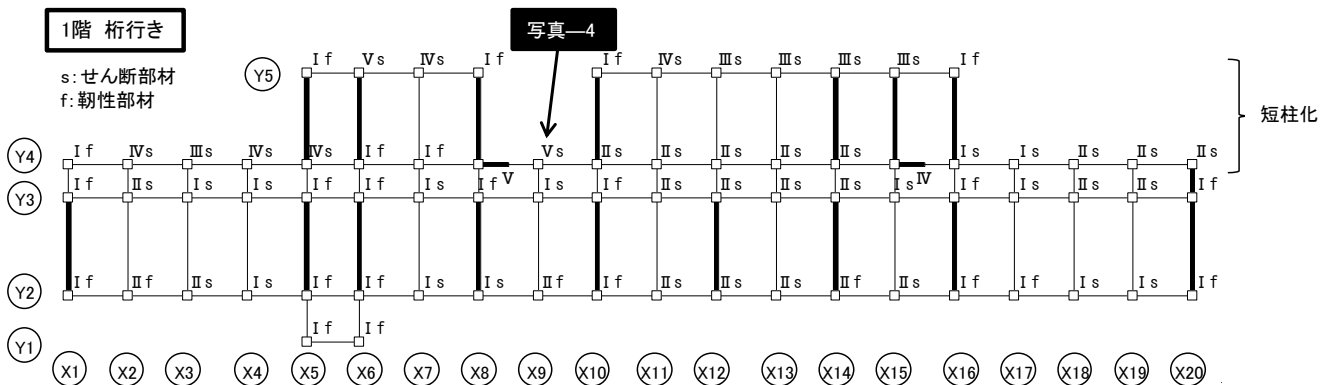 1階 桁行き
写真―4
s:せん断部材
f:靭性部材
Y5
Ⅰf Ⅴs Ⅳs Ⅰf Ⅰf Ⅳs Ⅲs Ⅲs Ⅲs Ⅲs Ⅰf
短柱化
Y4
Ⅰf Ⅳs Ⅲs Ⅳs Ⅳs Ⅰf Ⅰf Ⅴs Ⅱs Ⅱs Ⅱs Ⅱs Ⅱs Ⅰs Ⅰs Ⅱs Ⅱs Ⅱs
Ⅴ Ⅳ
Y3
Ⅰf Ⅱs Ⅰs Ⅰs Ⅰf Ⅰf Ⅰs Ⅰf Ⅰs Ⅱs Ⅱs Ⅱs Ⅱs Ⅱs Ⅰs Ⅰf Ⅰs Ⅱs Ⅱs Ⅰf
Y2
Ⅰf Ⅱf Ⅱs Ⅰs Ⅰf Ⅰf Ⅰs Ⅰs Ⅱf Ⅰf Ⅱs Ⅱs Ⅱs Ⅱf Ⅱs Ⅰf Ⅰs Ⅱs Ⅰs Ⅰf
Y1
Ⅰf Ⅰf
X1 X2 X3 X4 X5 X6 X7 X8 X9 X10 X11 X12 X13 X14 X15 X16 X17 X18 X19 X20